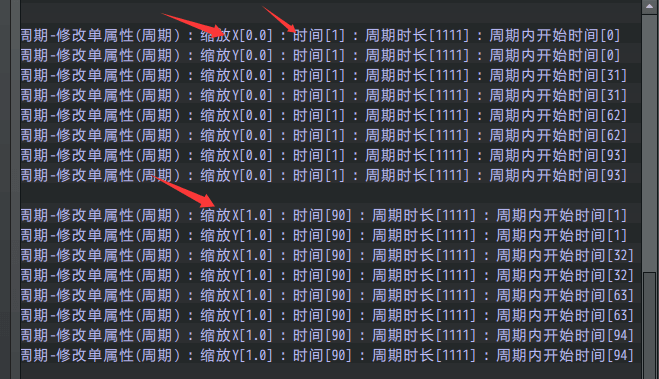 周期-修改单属性(周期) : 缩放X[0.0] : 时间[1] : 周期时长[1111] : 周期内开始时间[0]
周期-修改单属性(周期) : 缩放Y[0.0] : 时间[1] : 周期时长[1111] : 周期内开始时间[0]
周期-修改单属性(周期) : 缩放X[0.0] : 时间[1] : 周期时长[1111] : 周期内开始时间[31]
周期-修改单属性(周期) : 缩放Y[0.0] : 时间[1] : 周期时长[1111] : 周期内开始时间[31]
周期-修改单属性(周期) : 缩放X[0.0] : 时间[1] : 周期时长[1111] : 周期内开始时间[62]
周期-修改单属性(周期) : 缩放Y[0.0] : 时间[1] : 周期时长[1111] : 周期内开始时间[62]
周期-修改单属性(周期) : 缩放X[0.0] : 时间[1] : 周期时长[1111] : 周期内开始时间[93]
周期-修改单属性(周期) : 缩放Y[0.0] : 时间[1] : 周期时长[1111] : 周期内开始时间[93]
周期-修改单属性(周期) : 缩放X[1.0] : 时间[90] : 周期时长[1111] : 周期内开始时间[1]
周期-修改单属性(周期) : 缩放Y[1.0] : 时间[90] : 周期时长[1111] : 周期内开始时间[1]
周期-修改单属性(周期) : 缩放X[1.0] : 时间[90] : 周期时长[1111] : 周期内开始时间[32]
周期-修改单属性(周期) : 缩放Y[1.0] : 时间[90] : 周期时长[1111] : 周期内开始时间[32]
周期-修改单属性(周期) : 缩放X[1.0] : 时间[90] : 周期时长[1111] : 周期内开始时间[63]
周期-修改单属性(周期) : 缩放Y[1.0] : 时间[90] : 周期时长[1111] : 周期内开始时间[63]
周期-修改单属性(周期) : 缩放X[1.0] : 时间[90] : 周期时长[1111] : 周期内开始时间[94]
周期-修改单属性(周期) : 缩放Y[1.0] : 时间[90] : 周期时长[1111] : 周期内开始时间[94]